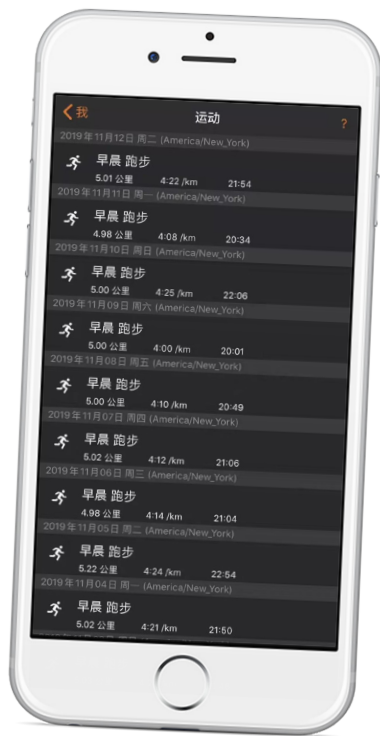 我
运动
?
2019年11月12日 周二 (America/New_York)
早晨 跑步
5.01 公里 4:22 /km 21:54
2019年11月11日 周一 (America/New_York)
早晨 跑步
4.98 公里 4:08 /km 20:34
2019年11月10日 周日 (America/New_York)
早晨 跑步
5.00 公里 4:25 /km 22:06
2019年11月09日 周六 (America/New_York)
早晨 跑步
5.00 公里 4:00 /km 20:01
2019年11月08日 周五 (America/New_York)
早晨 跑步
5.00 公里 4:10 /km 20:49
2019年11月07日 周四 (America/New_York)
早晨 跑步
5.02 公里 4:12 /km 21:06
2019年11月06日 周三 (America/New_York)
早晨 跑步
4.98 公里 4:14 /km 21:04
2019年11月05日 周二 (America/New_York)
早晨 跑步
5.22 公里 4:24 /km 22:54
2019年11月04日 周一 (America/New_York)
早晨 跑步
5.02 公里 4:21 /km 21:50